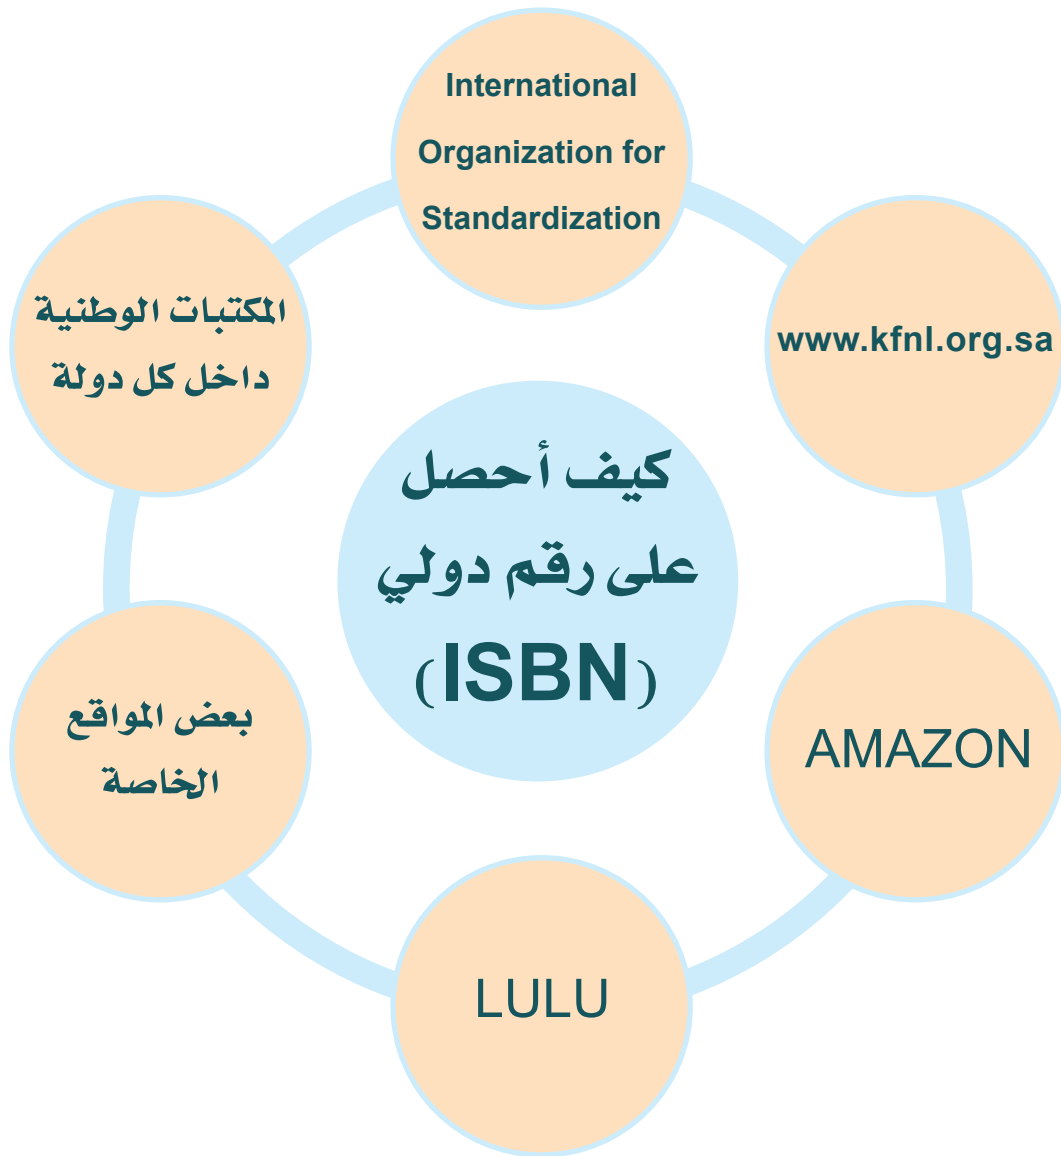 International
Organization for
Standardization
www.kfnl.org.sa
AMAZON
LULU
بعض المواقع
الخاصة
المكتبات الوطنية
داخل كل دولة
كيف أحصل
على رقم دولي
(ISBN)